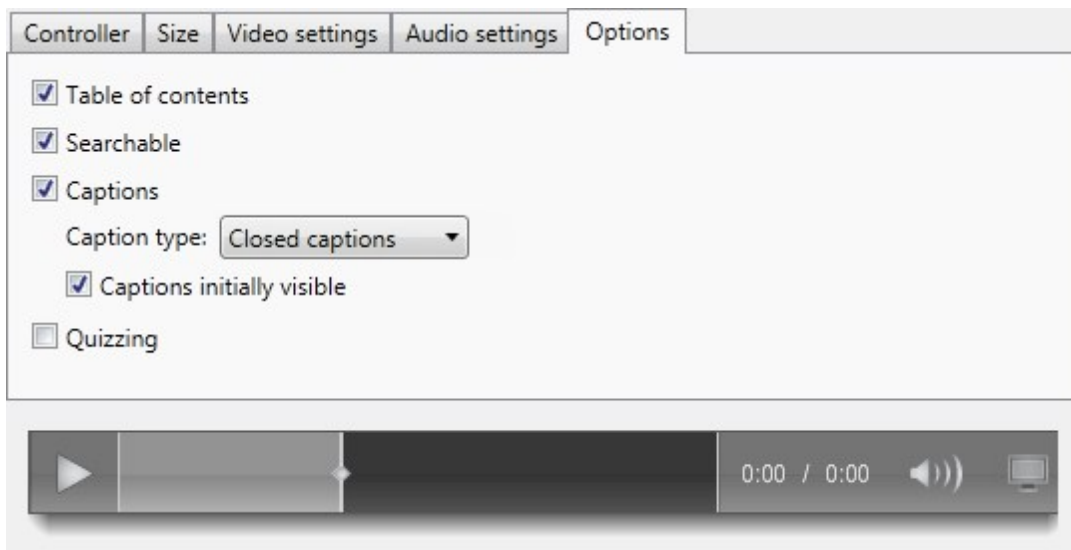 Controller Size Video settings Audio settings Options
Table of contents
Searchable
Captions
Caption type: Closed captions
Captions initially visible
Quizzing
0:00 / 0:00